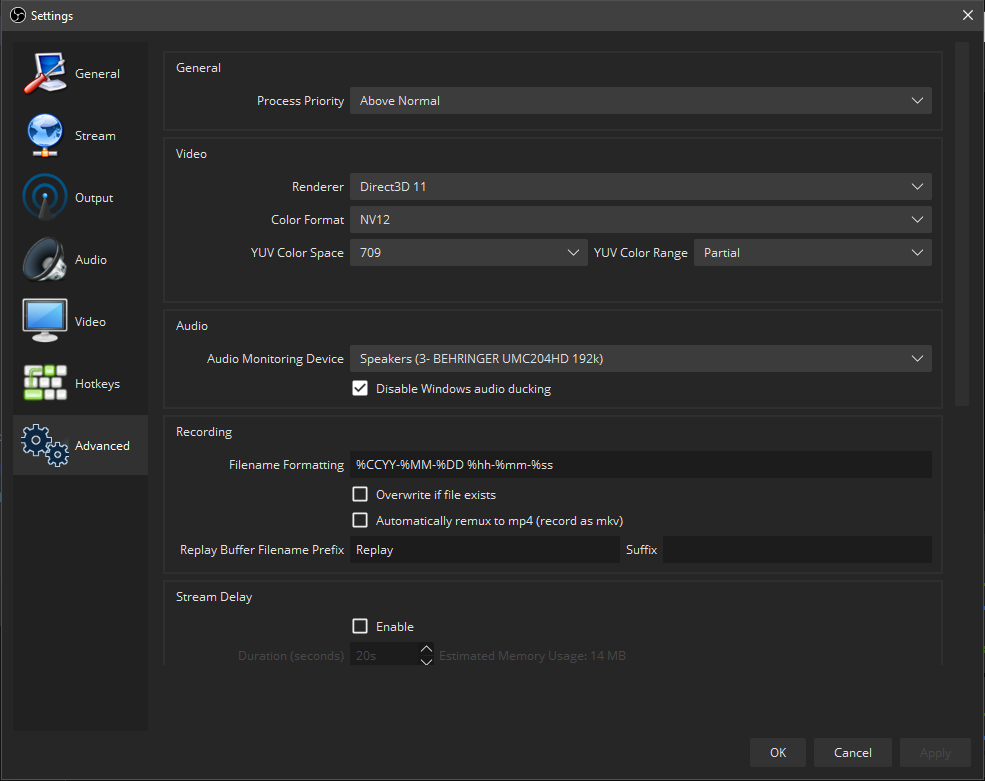 Settings
General
Stream
Output
Audio
Video
Hotkeys
Advanced
General
Process Priority Above Normal
Video
Renderer Direct3D 11
Color Format NV12
YUV Color Space 709 YUV Color Range Partial
Audio
Audio Monitoring Device Speakers (3- BEHRINGER UMC204HD 192k)
Disable Windows audio ducking
Recording
Filename Formatting %CCYY-%MM-%DD %hh-%mm-%ss
Overwrite if file exists
Automatically remux to mp4 (record as mkv)
Replay Buffer Filename Prefix Replay Suffix
Stream Delay
Enable
Duration (seconds) 20s Estimated Memory Usage: 14 MB
OK Cancel Apply